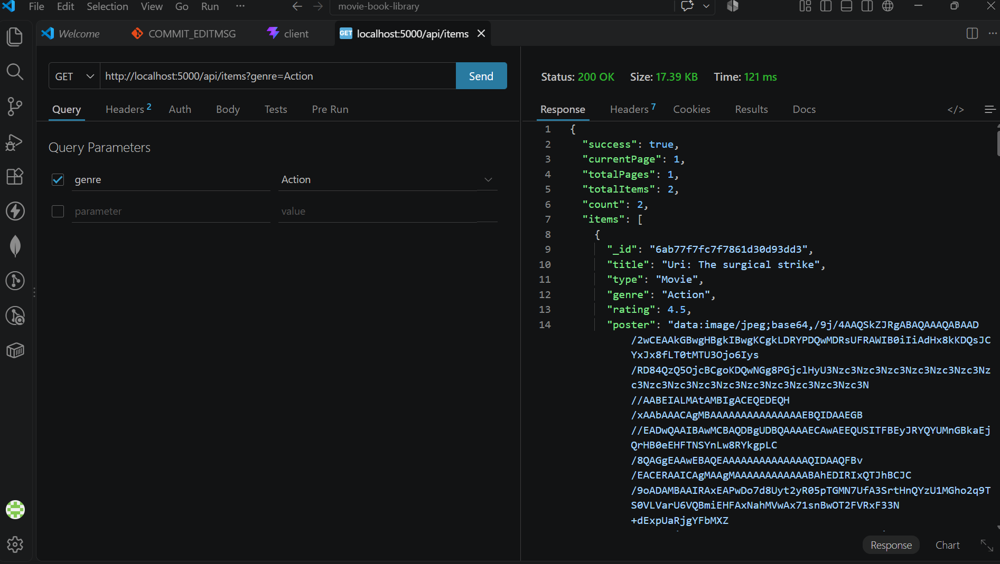 File Edit Selection View Go Run ··· movie-book-library
Welcome COMMIT_EDITMSG client GET localhost:5000/api/items
GET http://localhost:5000/api/items?genre=Action Send
Query Headers 2 Auth Body Tests Pre Run
Query Parameters
genre Action
parameter value
Status: 200 OK Size: 17.39 KB Time: 121 ms
Response Headers 7 Cookies Results Docs </>
1 {
2 "success": true,
3 "currentPage": 1,
4 "totalPages": 1,
5 "totalItems": 2,
6 "count": 2,
7 "items": [
8 {
9 "_id": "6ab77f7fc7f7861d30d93dd3",
10 "title": "Uri: The surgical strike",
11 "type": "Movie",
12 "genre": "Action",
13 "rating": 4.5,
14 "poster": "data:image/jpeg;base64,/9j/4AAQSkZJRgABAQAAAQABAAD
/2wCEAAkGBwgHBgkIBwgKCgkLDRYPDQwMDRsUFRAWIB0iIiAdHx8kKDQsJC
YxJx8fLT0tMTU3Ojo6Iys
/RD84QzQ5OjcBCgoKDQwNGg8PGjclHyU3Nzc3Nzc3Nzc3Nzc3Nzc3Nzc3Nz
c3Nzc3Nzc3Nzc3Nzc3Nzc3Nzc3Nzc3Nzc3Nzc3N
//AABEIALMAtAMBIgACEQEDEQH
/xAAbAAACAgMBAAAAAAAAAAAAAAAEBQIDAAEGB
//EADwQAAIBAwMCBAQDBgUDBQAAAAECAwAEEQUSITFBEyJRYQYUMnGBkaEj
QrHB0eEHFTNSYnLw8RYkgpLC
/8QAGgEAAwEBAQEAAAAAAAAAAAAAAAQIDAAQFBv
/EACERAAICAgMAAgMAAAAAAAAAAAABAhEDIRIxQTJhBCJC
/9oADAMBAAIRAxEAPwDo7d8Uyt2yR05pTGMN7UfA3SrtHnQYzU1MGho2q9T
S0VLVarU6VQBmiEHFAxNahMVwAx71snBwOT2FVRxF33N
+dExpUaRjgYFbMXZ
Response Chart